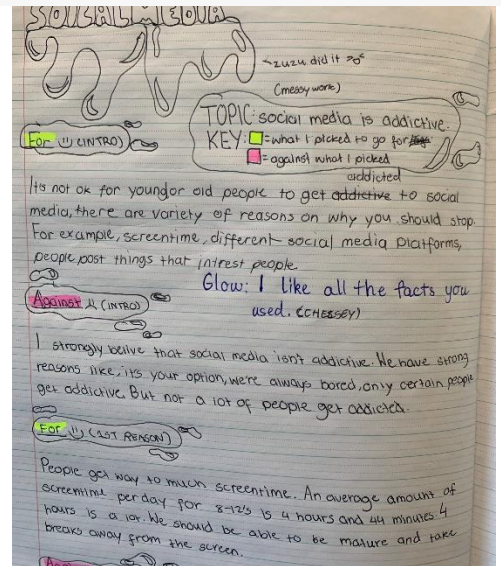 SOICAL MEDIA
~zuzu did it
(messy work)
TOPIC: social media is addictive.
KEY: =what I picked to go for
=against what I picked
For (INTRO)
addicted
Its not ok for young or old people to get addictive to social
media, there are variety of reasons on why you should stop.
For example, screentime, different social media platforms,
people post things that intrest people.
Glow: I like all the facts you
used. (CHESSEY)
Against (INTRO)
I strongly belive that social media isn't addictive. We have strong
reasons like, its your option, we're always bored, only certain people
get addictive. But not a lot of people get addicted.
For (1ST REASON)
People get way to much screentime. An average amount of
screentime per day for 8-12's is 4 hours and 44 minutes. 4
hours is a lot. We should be able to be mature and take
breaks away from the screen.